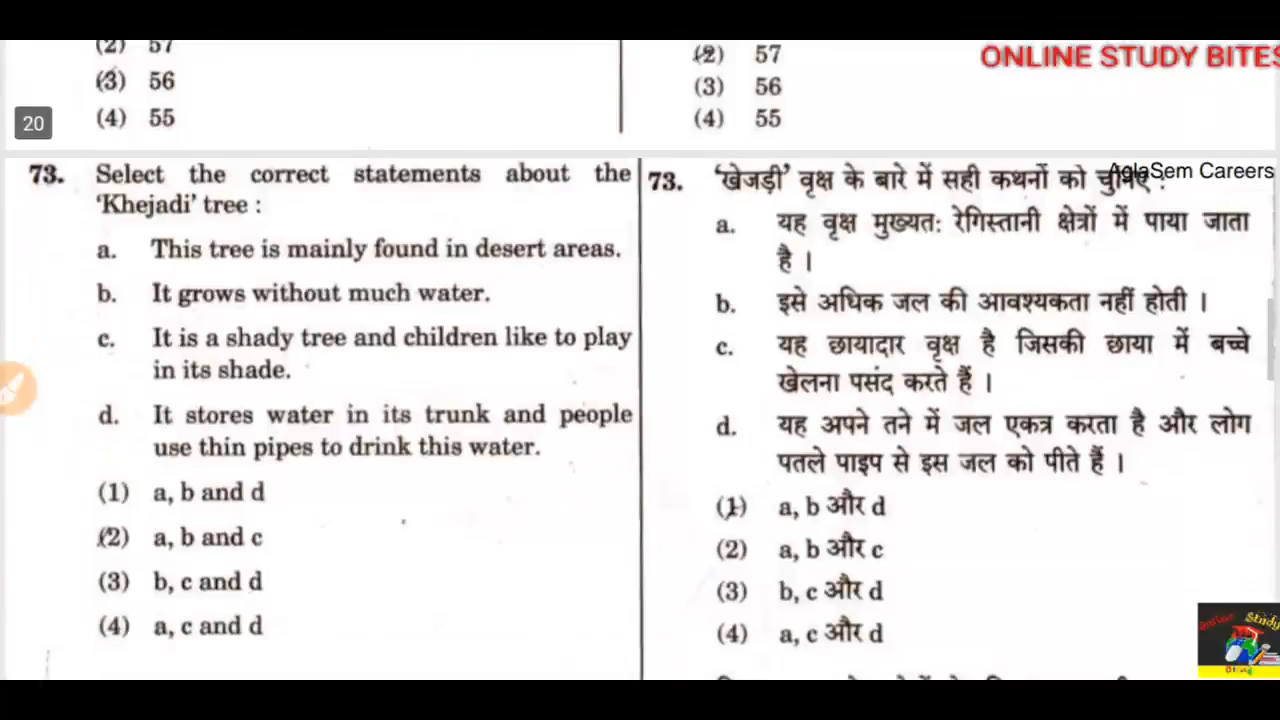 (2) 57
(3) 56
(4) 55
20
(2) 57
(3) 56
(4) 55
ONLINE STUDY BITES
AglaSem Careers
73. Select the correct statements about the
'Khejadi' tree :
a. This tree is mainly found in desert areas.
b. It grows without much water.
c. It is a shady tree and children like to play
in its shade.
d. It stores water in its trunk and people
use thin pipes to drink this water.
(1) a, b and d
(2) a, b and c
(3) b, c and d
(4) a, c and d
73. 'खेजड़ी' वृक्ष के बारे में सही कथनों को चुनिए :
a. यह वृक्ष मुख्यतः रेगिस्तानी क्षेत्रों में पाया जाता
है ।
b. इसे अधिक जल की आवश्यकता नहीं होती ।
c. यह छायादार वृक्ष है जिसकी छाया में बच्चे
खेलना पसंद करते हैं ।
d. यह अपने तने में जल एकत्र करता है और लोग
पतले पाइप से इस जल को पीते हैं ।
(1) a, b और d
(2) a, b और c
(3) b, c और d
(4) a, c और d
Online Study